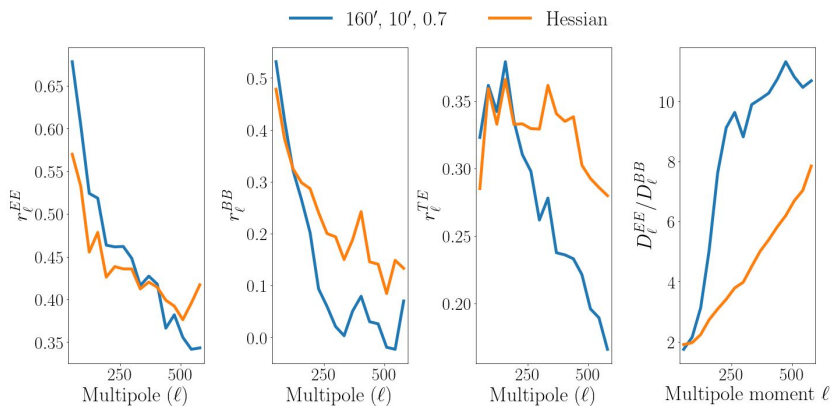 160′, 10′, 0.7 Hessian
r_ℓ^{EE}
0.65
0.60
0.55
0.50
0.45
0.40
0.35
250 500
Multipole (ℓ)
r_ℓ^{BB}
0.5
0.4
0.3
0.2
0.1
0.0
250 500
Multipole (ℓ)
r_ℓ^{TE}
0.35
0.30
0.25
0.20
250 500
Multipole (ℓ)
D_ℓ^{EE}/D_ℓ^{BB}
10
8
6
4
2
250 500
Multipole moment ℓ